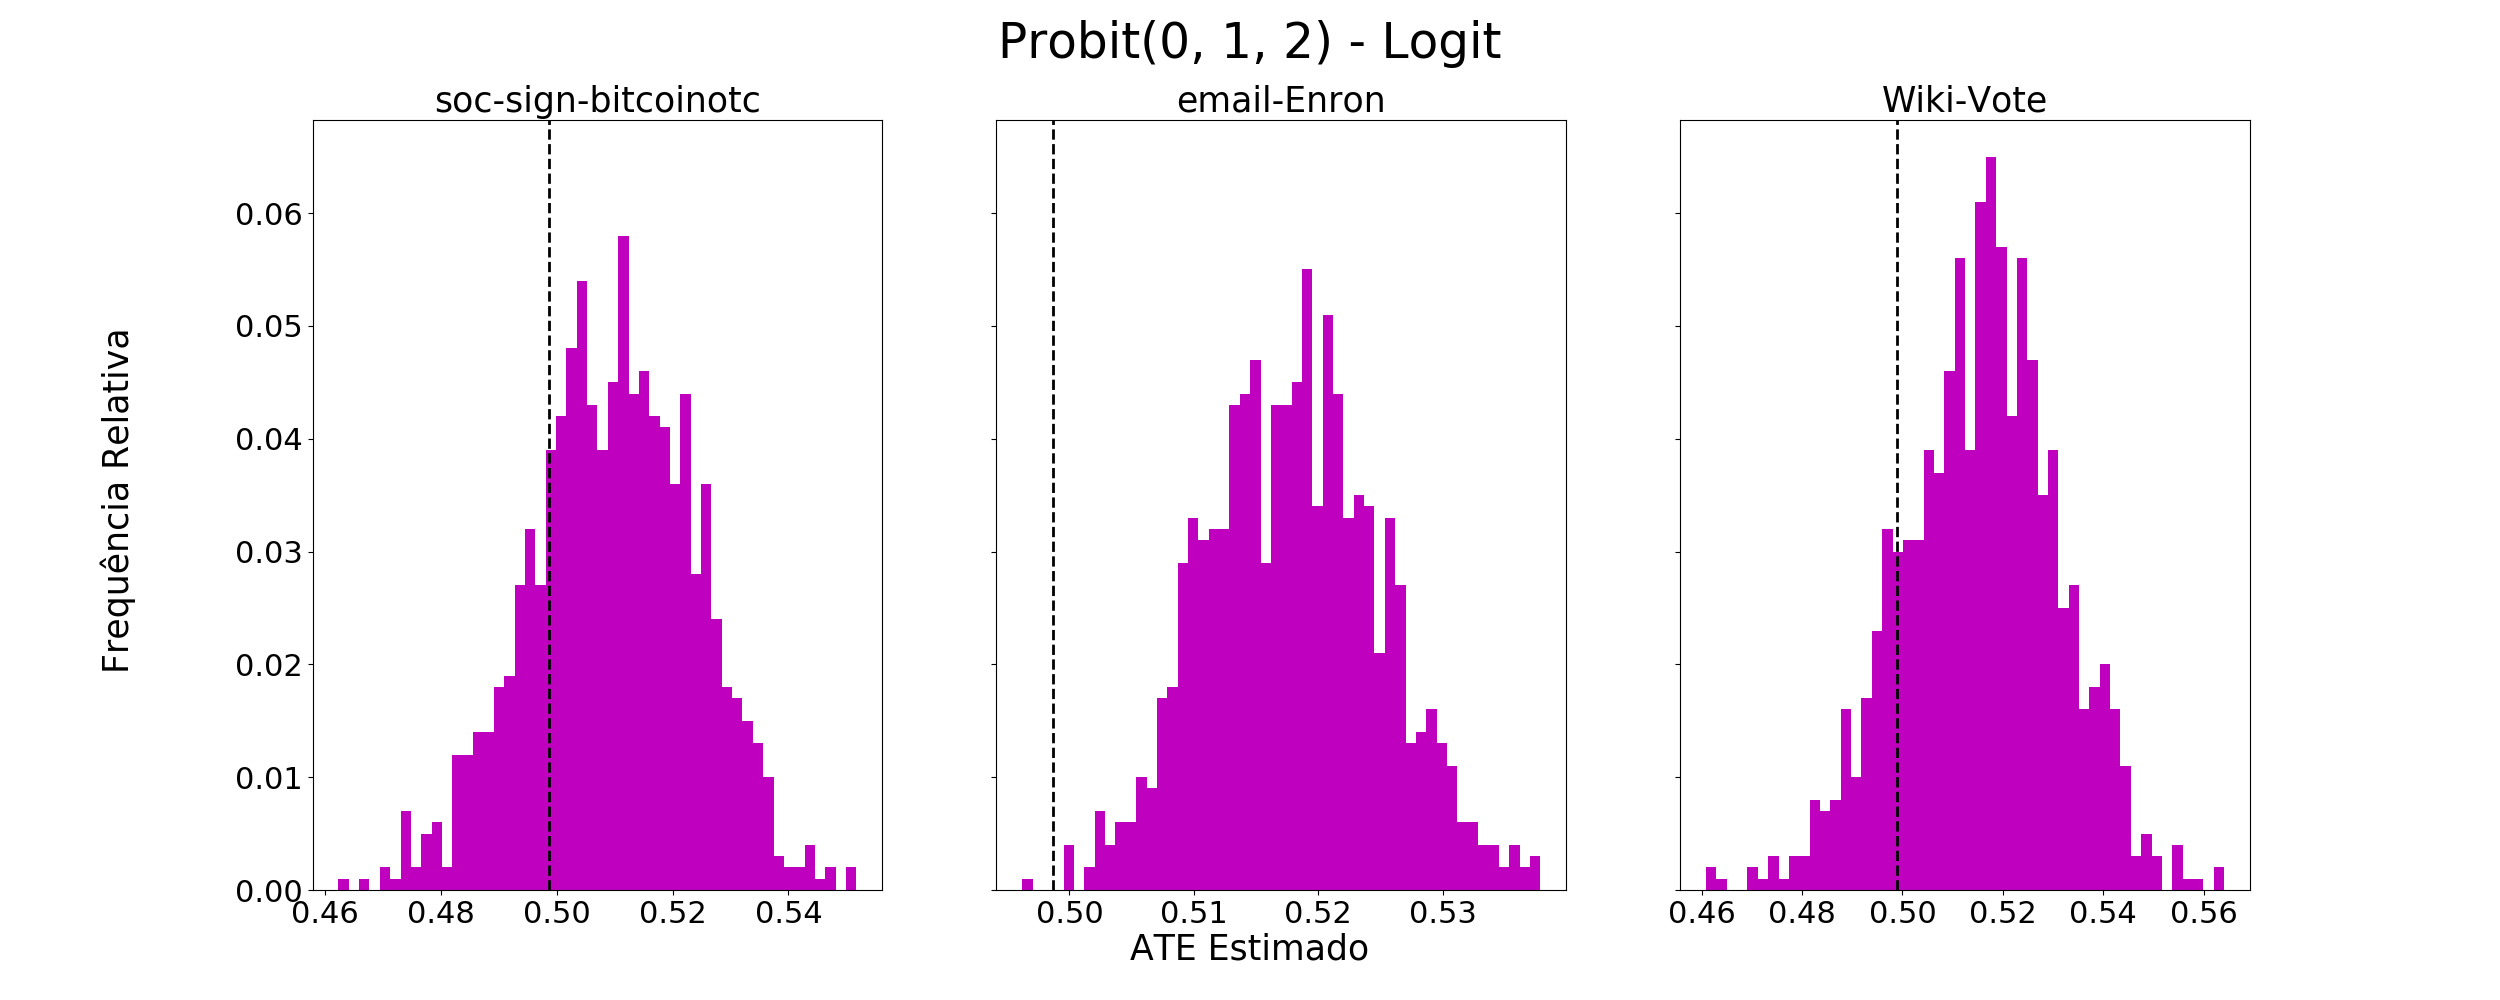 Probit(0, 1, 2) - Logit
soc-sign-bitcoinotc
email-Enron
Wiki-Vote
Frequência Relativa
0.06
0.05
0.04
0.03
0.02
0.01
0.00
0.46 0.48 0.50 0.52 0.54
0.50 0.51 0.52 0.53
0.46 0.48 0.50 0.52 0.54 0.56
ATE Estimado